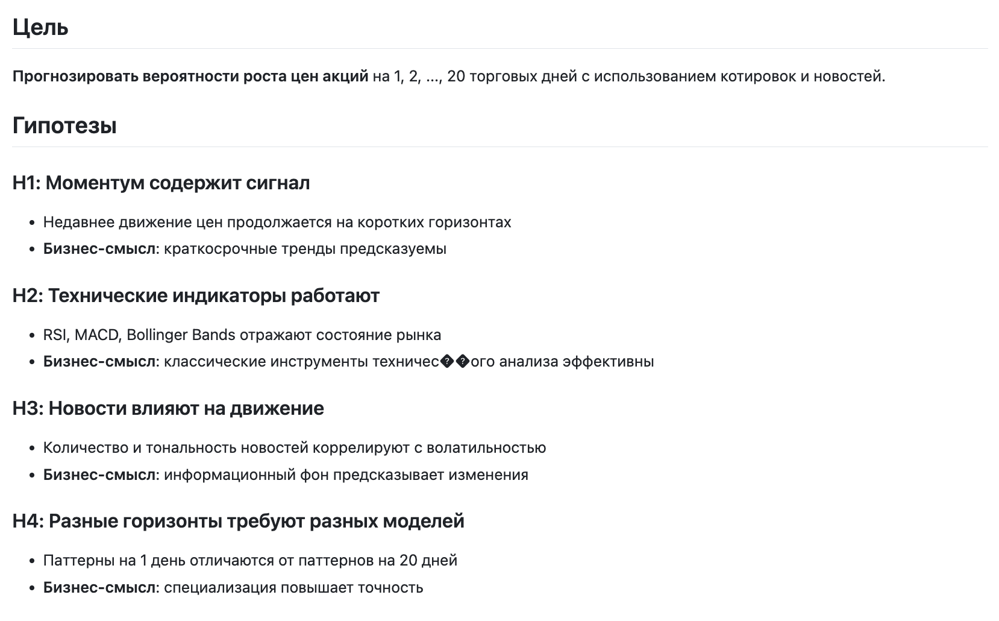 Цель
Прогнозировать вероятности роста цен акций на 1, 2, ..., 20 торговых дней с использованием котировок и новостей.
Гипотезы
H1: Моментум содержит сигнал
• Недавнее движение цен продолжается на коротких горизонтах
• Бизнес-смысл: краткосрочные тренды предсказуемы
H2: Технические индикаторы работают
• RSI, MACD, Bollinger Bands отражают состояние рынка
• Бизнес-смысл: классические инструменты техничес��ого анализа эффективны
H3: Новости влияют на движение
• Количество и тональность новостей коррелируют с волатильностью
• Бизнес-смысл: информационный фон предсказывает изменения
H4: Разные горизонты требуют разных моделей
• Паттерны на 1 день отличаются от паттернов на 20 дней
• Бизнес-смысл: специализация повышает точность